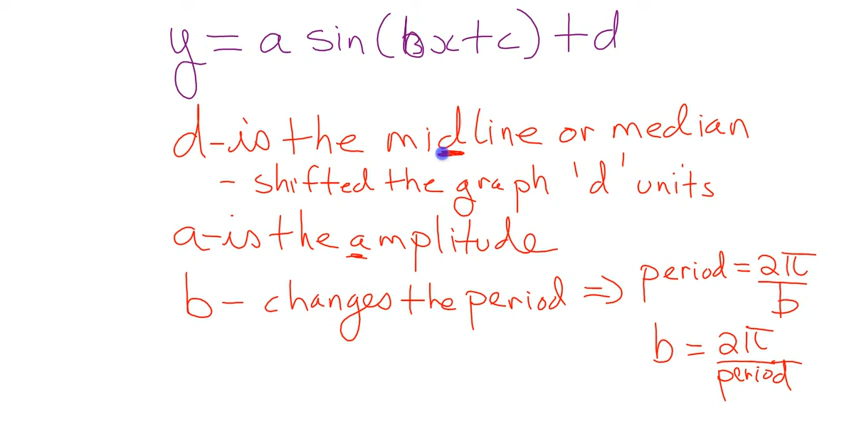 y = a sin(bx+c) + d
d - is the midline or median
- shifted the graph 'd' units
a - is the amplitude
b - changes the period ⇒ period = 2π/b
b = 2π/period